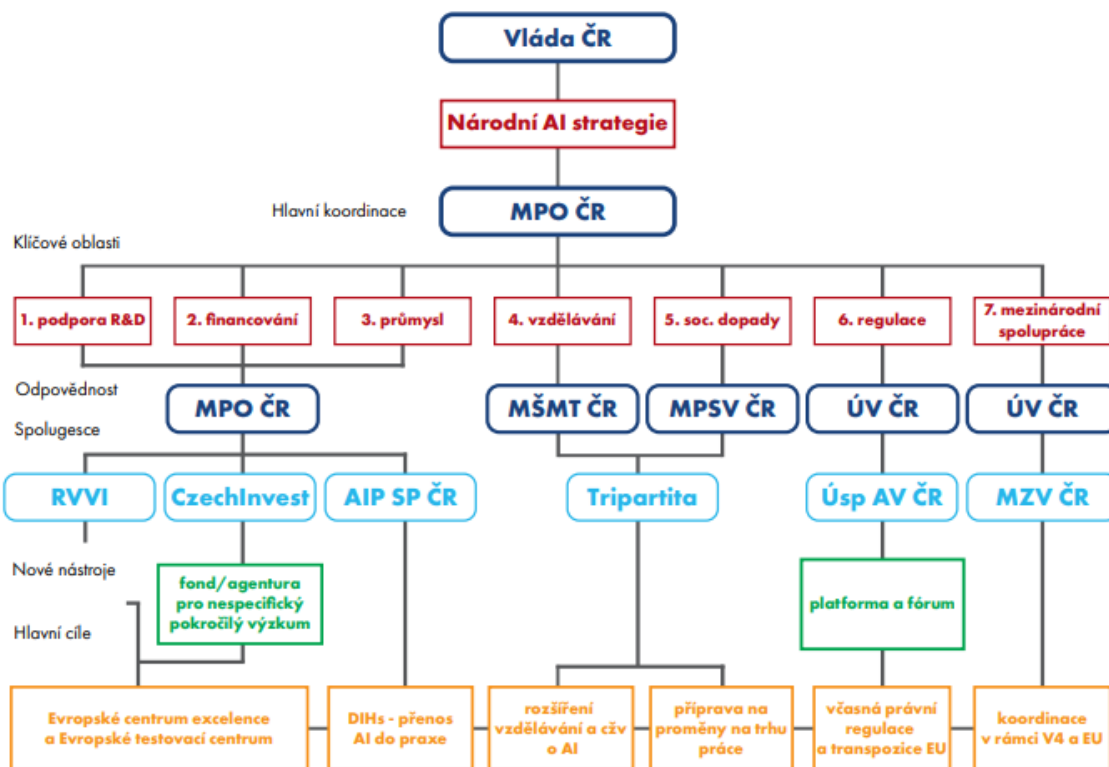 Vláda ČR
Národní AI strategie
Hlavní koordinace
MPO ČR
Klíčové oblasti
1. podpora R&D
2. financování
3. průmysl
4. vzdělávání
5. soc. dopady
6. regulace
7. mezinárodní
spolupráce
Odpovědnost
MPO ČR
MŠMT ČR
MPSV ČR
ÚV ČR
ÚV ČR
Spolugesce
RVVI
CzechInvest
AIP SP ČR
Tripartita
Úsp AV ČR
MZV ČR
Nové nástroje
fond/agentura
pro nespecifický
pokročilý výzkum
platforma a fórum
Hlavní cíle
Evropské centrum excelence
a Evropské testovací centrum
DIHs - přenos
AI do praxe
rozšíření
vzdělávání a cžv
o AI
příprava na
proměny na trhu
práce
včasná právní
regulace
a transpozice EU
koordinace
v rámci V4 a EU